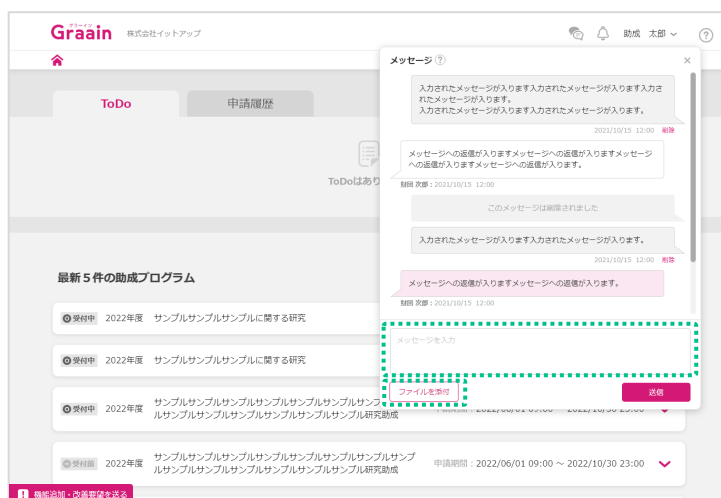 グラーイン
Graain 株式会社イットアップ 助成 太郎 ?
メッセージ ? ×
入力されたメッセージが入ります入力されたメッセージが入ります入力さ
れたメッセージが入ります。
入力されたメッセージが入ります入力されたメッセージが入ります。
2021/10/15 12:00 削除
メッセージへの返信が入りますメッセージへの返信が入りますメッセージ
への返信が入りますメッセージへの返信が入ります。
財団 次郎：2021/10/15 12:00
このメッセージは削除されました
入力されたメッセージが入ります入力されたメッセージが入ります。
2021/10/15 12:00 削除
メッセージへの返信が入りますメッセージへの返信が入ります。
財団 次郎：2021/10/15 12:00
メッセージを入力
ファイルを添付 送信
ToDo 申請履歴
ToDoはあり
最新５件の助成プログラム
受付中 2022年度 サンプルサンプルサンプルに関する研究
受付中 2022年度 サンプルサンプルサンプルに関する研究
受付中 2022年度 サンプルサンプルサンプルサンプルサンプルサンプルサンプ
ルサンプルサンプルサンプルサンプルサンプルサンプル研究助成
受付前 2022年度 サンプルサンプルサンプルサンプルサンプルサンプルサンプ
ルサンプルサンプルサンプルサンプルサンプルサンプル研究助成 申請期間：2022/06/01 09:00 ～ 2022/10/30 23:00
機能追加・改善要望を送る